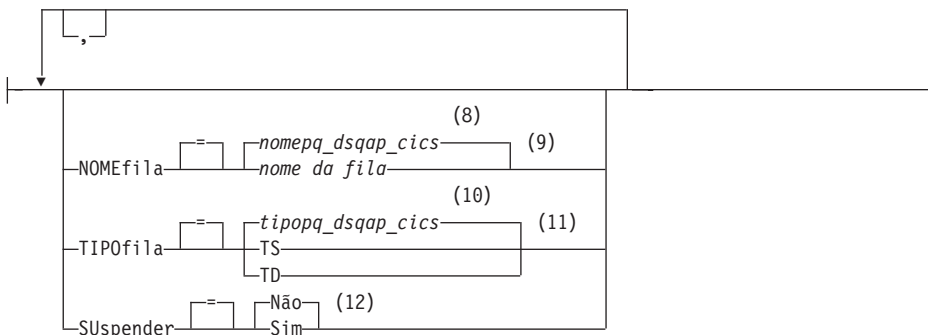 ,
(8)
= nomepq_dsqap_cics (9)
NOMEfila nome da fila
(10)
= tipopq_dsqap_cics (11)
TIPOfila TS
TD
= Não (12)
SUspender Sim